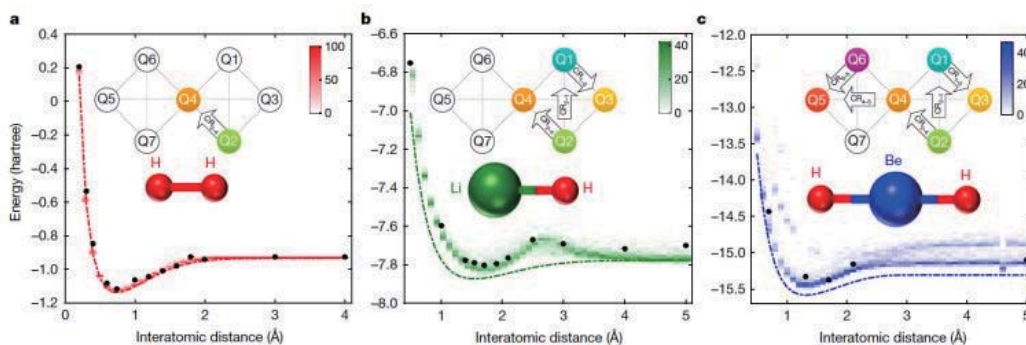 a
0.4
0.2
0
−0.2
−0.4
−0.6
−0.8
−1.0
−1.2
Energy (hartree)
Q6
Q1
Q5
Q4
Q3
Q7
Q2
H
H
100
50
0
0
1
2
3
4
Interatomic distance (Å)
b
−6.6
−6.8
−7.0
−7.2
−7.4
−7.6
−7.8
−8.0
Q6
Q1
Q5
Q4
Q3
Q7
Q2
Li
H
40
20
0
1
2
3
4
5
Interatomic distance (Å)
c
−12.5
−13.0
−13.5
−14.0
−14.5
−15.0
−15.5
Q6
Q1
Q5
Q4
Q3
Q7
Q2
H
Be
H
40
20
0
1
2
3
4
5
Interatomic distance (Å)